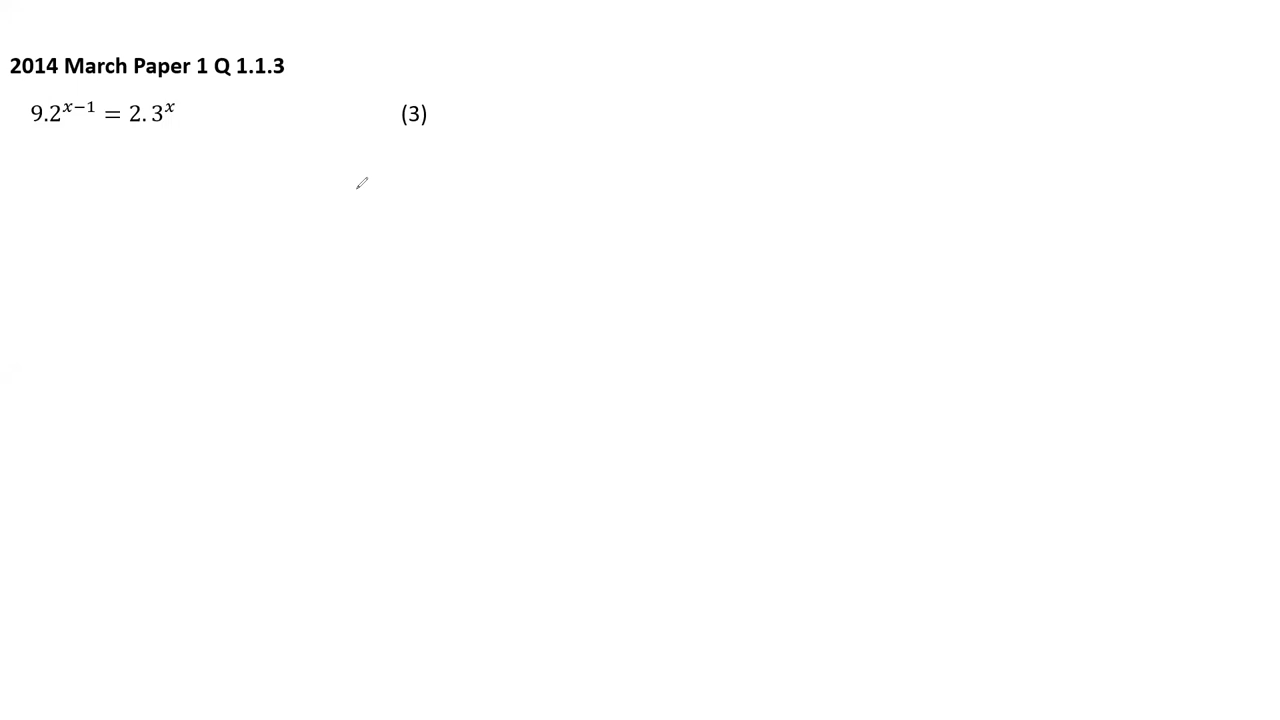 2014 March Paper 1 Q 1.1.3
9.2^{x−1} = 2.3^x (3)